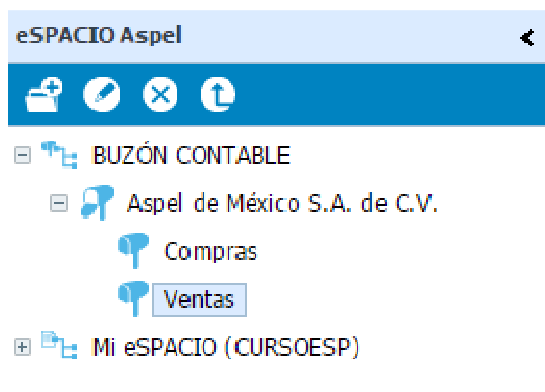 eSPACIO Aspel
BUZÓN CONTABLE
Aspel de México S.A. de C.V.
Compras
Ventas
Mi eSPACIO (CURSOESP)